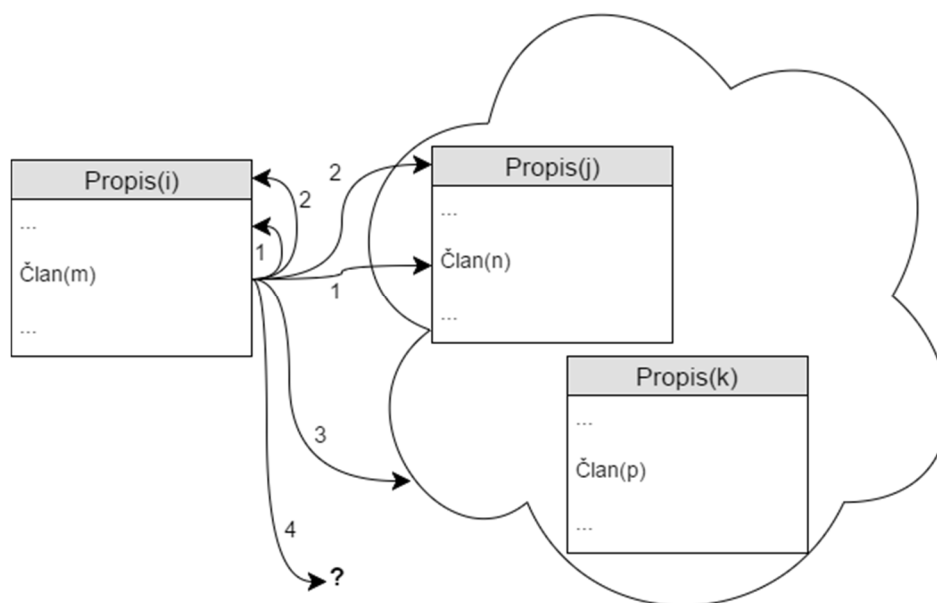 Propis(i)
...
Član(m)
...
2
1
2
1
3
4
?
Propis(j)
...
Član(n)
...
Propis(k)
...
Član(p)
...